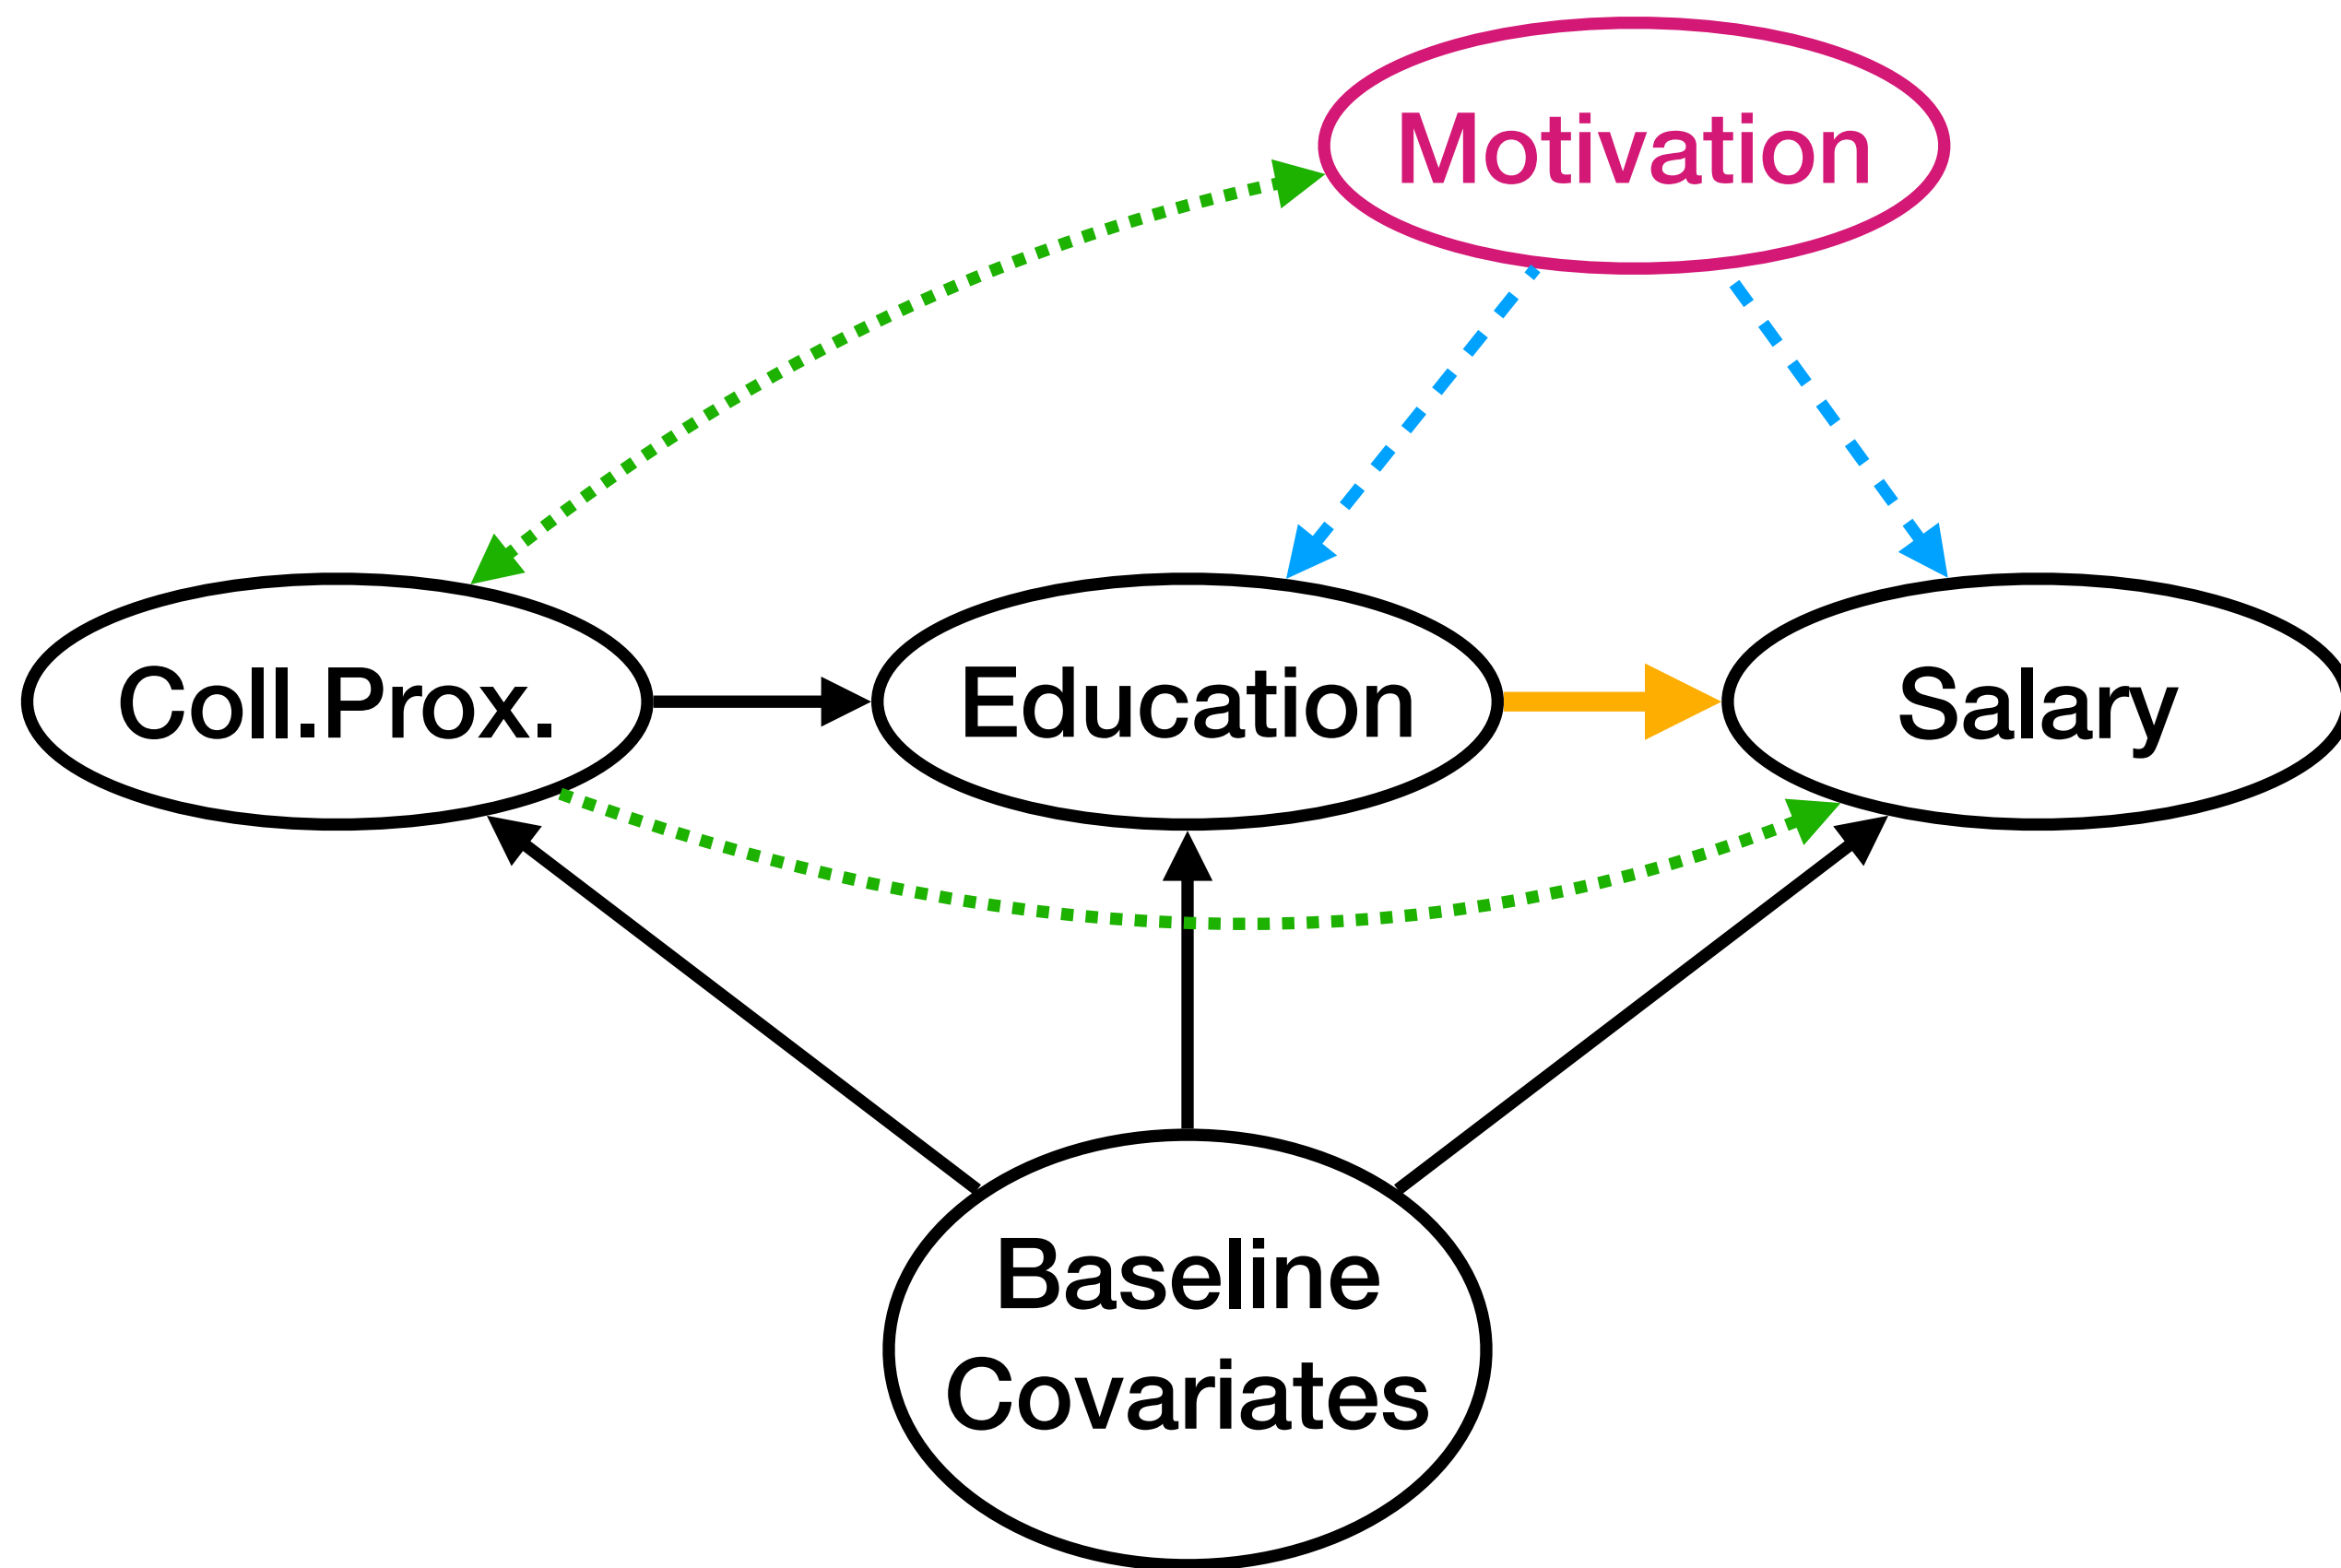 Motivation
Coll.Prox.
Education
Salary
Baseline
Covariates